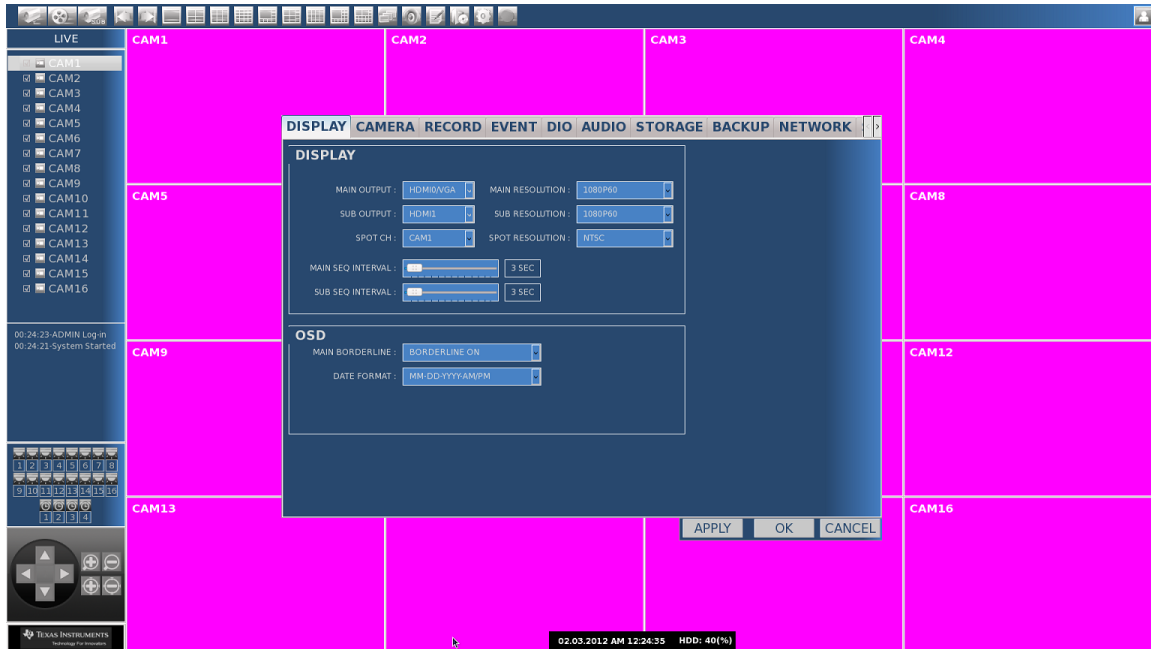 LIVE
CAM1
CAM2
CAM3
CAM4
CAM5
CAM6
CAM7
CAM8
CAM9
CAM10
CAM11
CAM12
CAM13
CAM14
CAM15
CAM16
00:24:23-ADMIN Log-in
00:24:21-System Started
1 2 3 4 5 6 7 8
9 10 11 12 13 14 15 16
1 2 3 4
TEXAS INSTRUMENTS
Technology For Innovators
CAM1 CAM2 CAM3 CAM4
CAM5 CAM8
CAM9 CAM12
CAM13 CAM16
DISPLAY CAMERA RECORD EVENT DIO AUDIO STORAGE BACKUP NETWORK
DISPLAY
MAIN OUTPUT : HDMI0/VGA MAIN RESOLUTION : 1080P60
SUB OUTPUT : HDMI1 SUB RESOLUTION : 1080P60
SPOT CH : CAM1 SPOT RESOLUTION : NTSC
MAIN SEQ INTERVAL : 3 SEC
SUB SEQ INTERVAL : 3 SEC
OSD
MAIN BORDERLINE : BORDERLINE ON
DATE FORMAT : MM-DD-YYYY-AM/PM
APPLY OK CANCEL
02.03.2012 AM 12:24:35 HDD: 40(%)